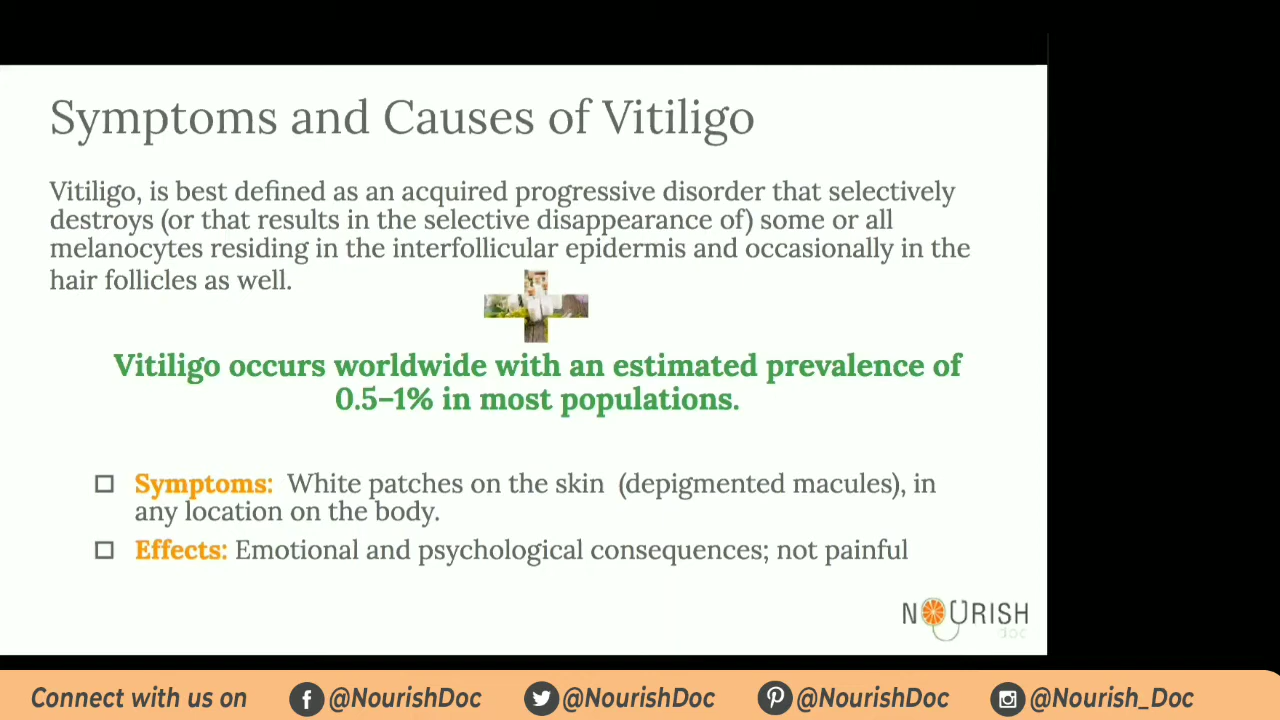 Symptoms and Causes of Vitiligo
Vitiligo, is best defined as an acquired progressive disorder that selectively
destroys (or that results in the selective disappearance of) some or all
melanocytes residing in the interfollicular epidermis and occasionally in the
hair follicles as well.
Vitiligo occurs worldwide with an estimated prevalence of
0.5–1% in most populations.
Symptoms: White patches on the skin (depigmented macules), in
any location on the body.
Effects: Emotional and psychological consequences; not painful
NOURISH
doc
Connect with us on @NourishDoc @NourishDoc @NourishDoc @Nourish_Doc